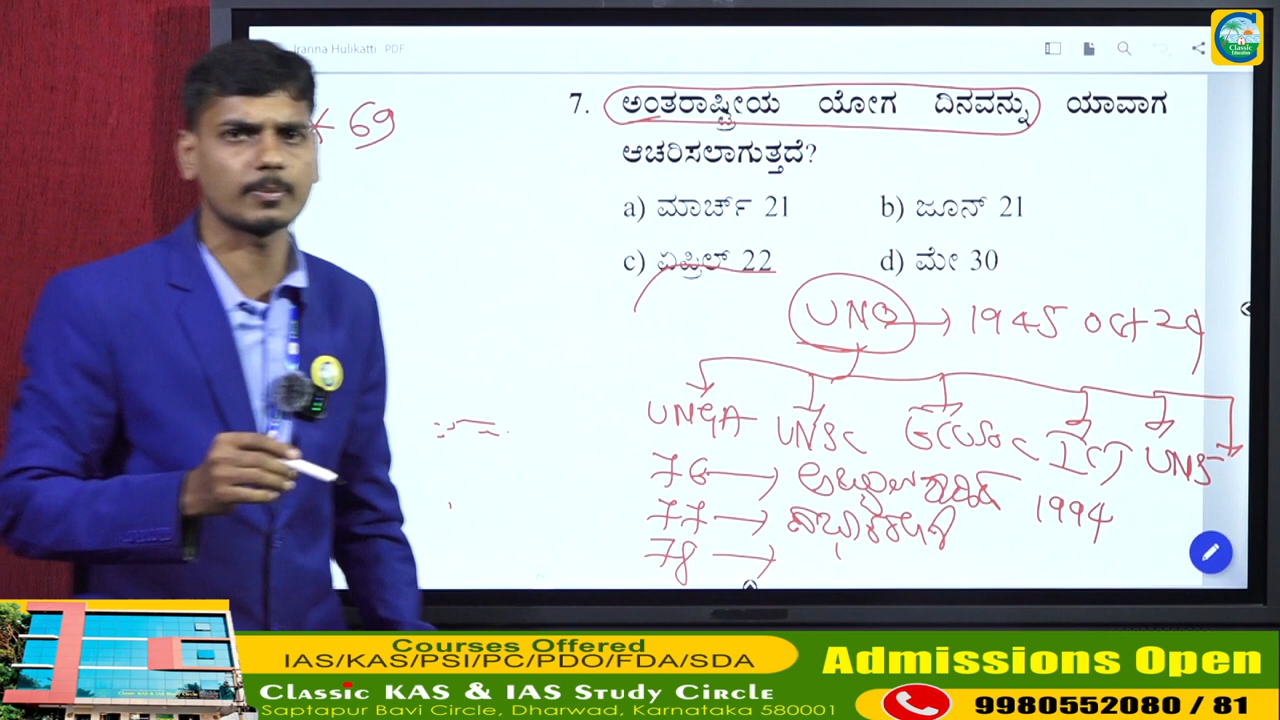 Iranna Hulikatti PDF
Classic
Education
69
7. ಅಂತರಾಷ್ಟ್ರೀಯ ಯೋಗ ದಿನವನ್ನು ಯಾವಾಗ
ಆಚರಿಸಲಾಗುತ್ತದೆ?
a) ಮಾರ್ಚ್ 21 b) ಜೂನ್ 21
c) ಏಪ್ರಿಲ್ 22 d) ಮೇ 30
UNO → 1945 Oct 24
UNGA UNSC ICJ UNS
76 →
77 → 1994
78 →
Courses Offered
IAS/KAS/PSI/PC/PDO/FDA/SDA
Classic KAS & IAS Study Circle
Saptapur Bavi Circle, Dharwad, Karnataka 580001
Admissions Open
9980552080 / 81